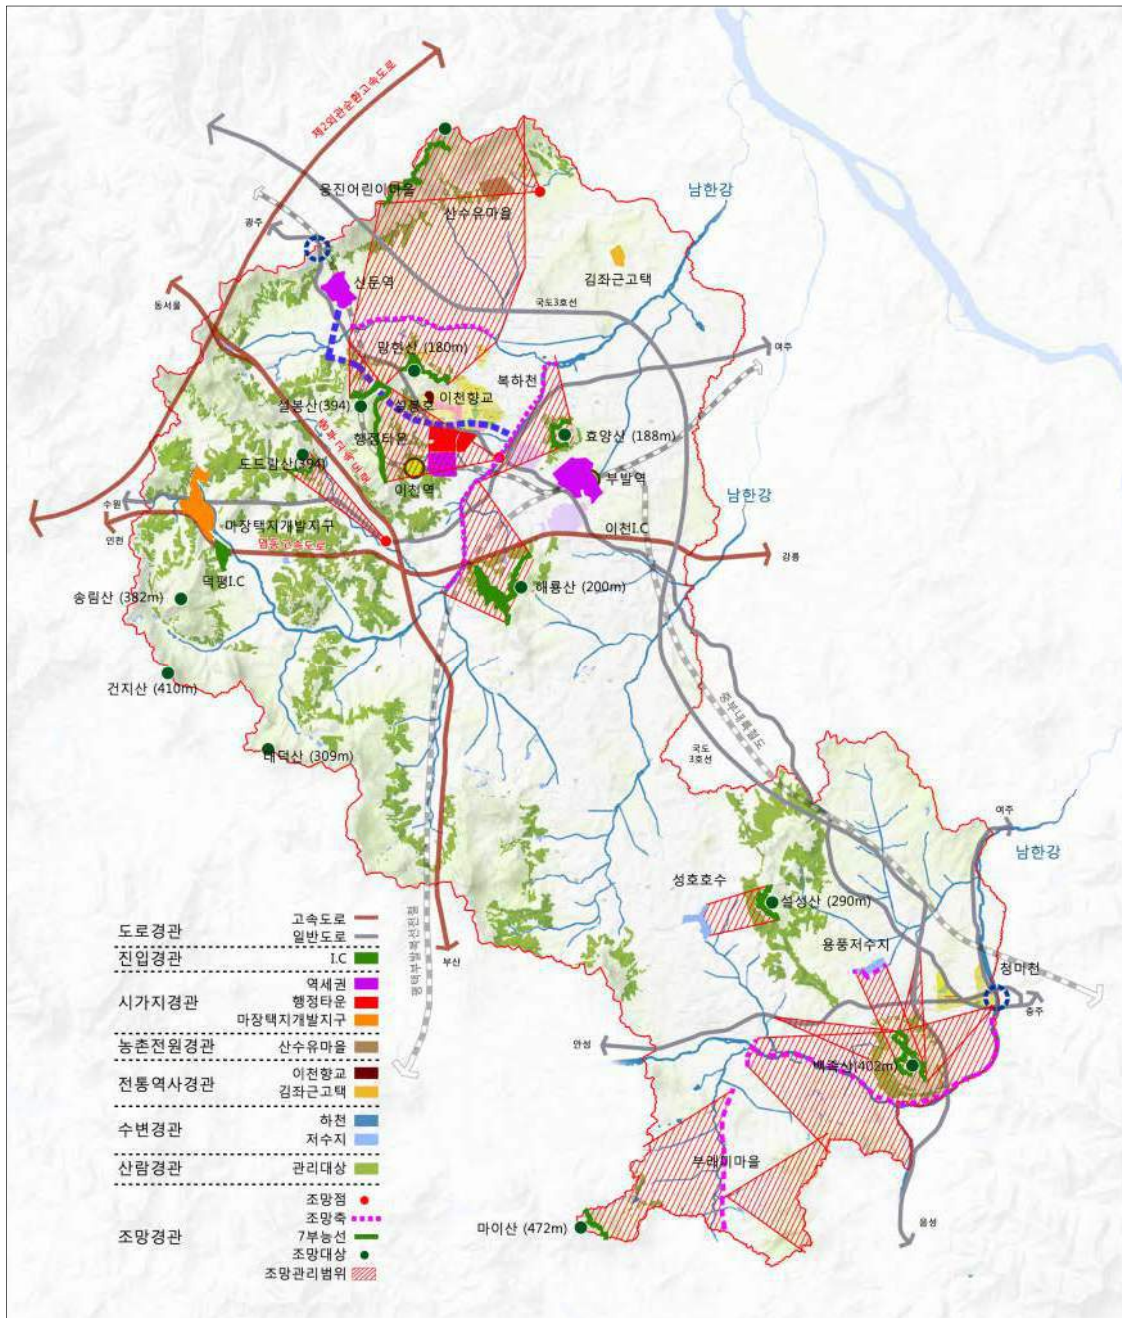 제2외곽순환고속도로
웅진어린이마을
산수유마을
남한강
광주
신둔역
김좌근고택
동서울
국도3호선
망현산 (180m)
여주
복하천
설봉산(394)
설봉호
이천향교
행정타운
효양산 (188m)
도드람산(394)
이천역
부발역
남한강
수원
인천
마장택지개발지구
영동고속도로
이천I.C
강릉
덕평I.C
송림산 (382m)
해룡산 (200m)
건지산 (410m)
대덕산 (309m)
국도
3호선
중부내륙철도
여주
남한강
성호호수
설성산 (290m)
용풍저수지
청미천
부산
충주
안성
백족산(402m)
부래미마을
마이산 (472m)
음성
도로경관
고속도로
일반도로
진입경관
I.C
시가지경관
역세권
행정타운
마장택지개발지구
농촌전원경관
산수유마을
전통역사경관
이천향교
김좌근고택
수변경관
하천
저수지
산람경관
관리대상
조망경관
조망점
조망축
7부능선
조망대상
조망관리범위